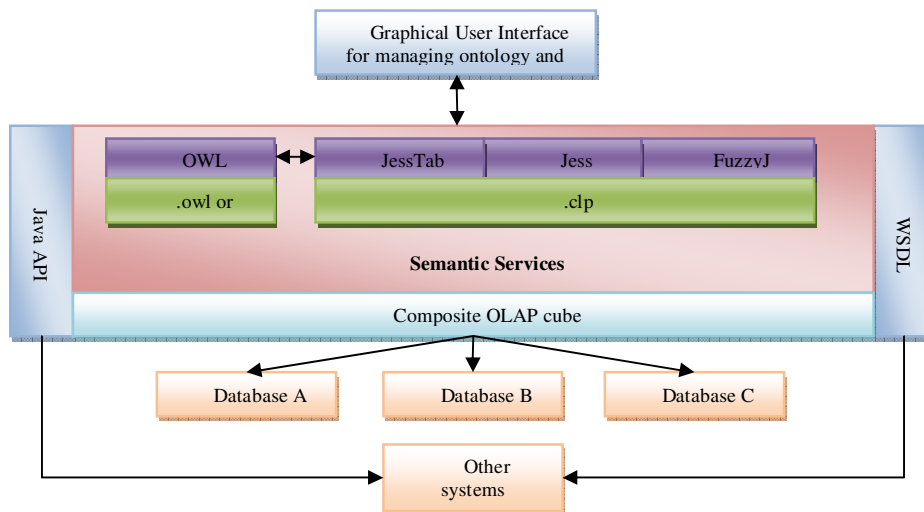 Graphical User Interface
for managing ontology and
OWL
JessTab
Jess
FuzzyJ
.owl or
.clp
Java API
WSDL
Semantic Services
Composite OLAP cube
Database A
Database B
Database C
Other
systems